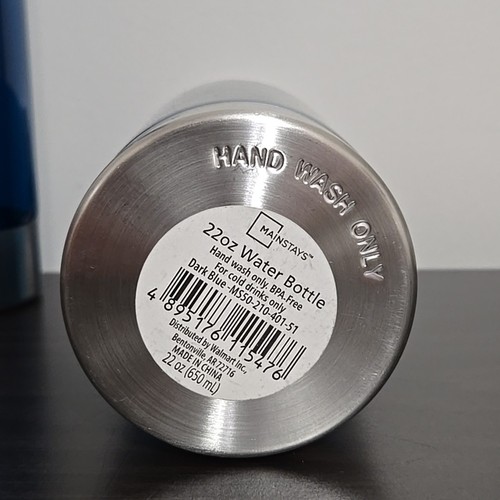 HAND WASH ONLY
MAINSTAYS™
22oz Water Bottle
Hand wash only. BPA Free
For cold drinks only
Dark Blue -MS50-210-401-51
4 895176 115476
Distributed by Walmart Inc.,
Bentonville, AR 72716
MADE IN CHINA
22 oz (650 mL)